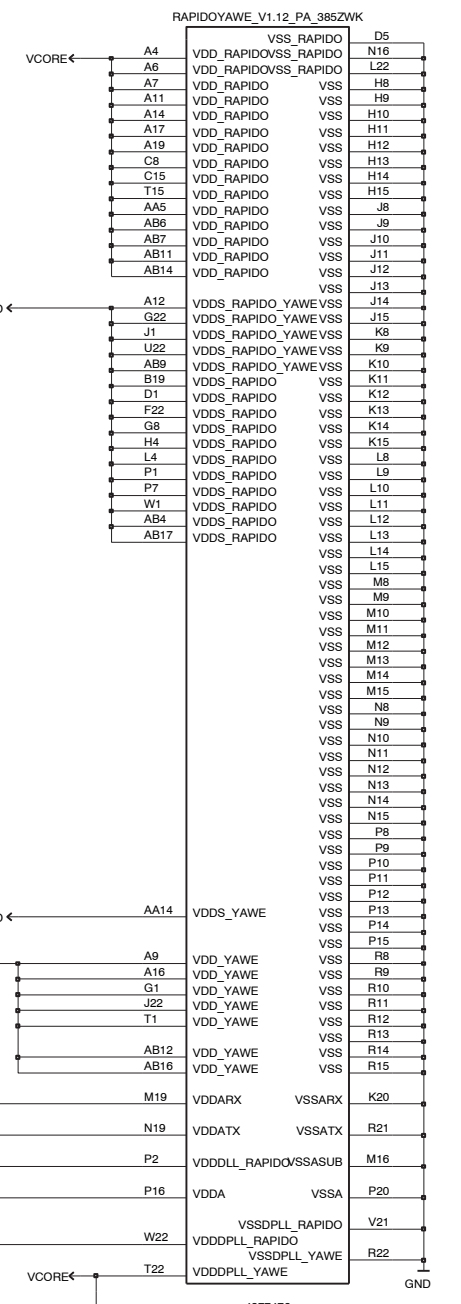 RAPIDOYAWE_V1.12_PA_385ZWK
VSS_RAPIDO D5
VCORE A4 VDD_RAPIDO VSS_RAPIDO N16
A6 VDD_RAPIDO VSS_RAPIDO L22
A7 VDD_RAPIDO VSS H8
A11 VDD_RAPIDO VSS H9
A14 VDD_RAPIDO VSS H10
A17 VDD_RAPIDO VSS H11
A19 VDD_RAPIDO VSS H12
C8 VDD_RAPIDO VSS H13
C15 VDD_RAPIDO VSS H14
T15 VDD_RAPIDO VSS H15
AA5 VDD_RAPIDO VSS J8
AB6 VDD_RAPIDO VSS J9
AB7 VDD_RAPIDO VSS J10
AB11 VDD_RAPIDO VSS J11
AB14 VDD_RAPIDO VSS J12
VSS J13
A12 VDDS_RAPIDO_YAWE VSS J14
G22 VDDS_RAPIDO_YAWE VSS J15
J1 VDDS_RAPIDO_YAWE VSS K8
U22 VDDS_RAPIDO_YAWE VSS K9
AB9 VDDS_RAPIDO_YAWE VSS K10
B19 VDDS_RAPIDO VSS K11
D1 VDDS_RAPIDO VSS K12
F22 VDDS_RAPIDO VSS K13
G8 VDDS_RAPIDO VSS K14
H4 VDDS_RAPIDO VSS K15
L4 VDDS_RAPIDO VSS L8
P1 VDDS_RAPIDO VSS L9
P7 VDDS_RAPIDO VSS L10
W1 VDDS_RAPIDO VSS L11
AB4 VDDS_RAPIDO VSS L12
AB17 VDDS_RAPIDO VSS L13
VSS L14
VSS L15
VSS M8
VSS M9
VSS M10
VSS M11
VSS M12
VSS M13
VSS M14
VSS M15
VSS N8
VSS N9
VSS N10
VSS N11
VSS N12
VSS N13
VSS N14
VSS N15
VSS P8
VSS P9
VSS P10
VSS P11
VSS P12
AA14 VDDS_YAWE VSS P13
VSS P14
VSS P15
A9 VDD_YAWE VSS R8
A16 VDD_YAWE VSS R9
G1 VDD_YAWE VSS R10
J22 VDD_YAWE VSS R11
T1 VDD_YAWE VSS R12
VSS R13
AB12 VDD_YAWE VSS R14
AB16 VDD_YAWE VSS R15
M19 VDDARX VSSARX K20
N19 VDDATX VSSATX R21
P2 VDDDLL_RAPIDO VSSASUB M16
P16 VDDA VSSA P20
VSSDPLL_RAPIDO V21
W22 VDDDPLL_RAPIDO
VSSDPLL_YAWE R22
VCORE T22 VDDDPLL_YAWE
GND